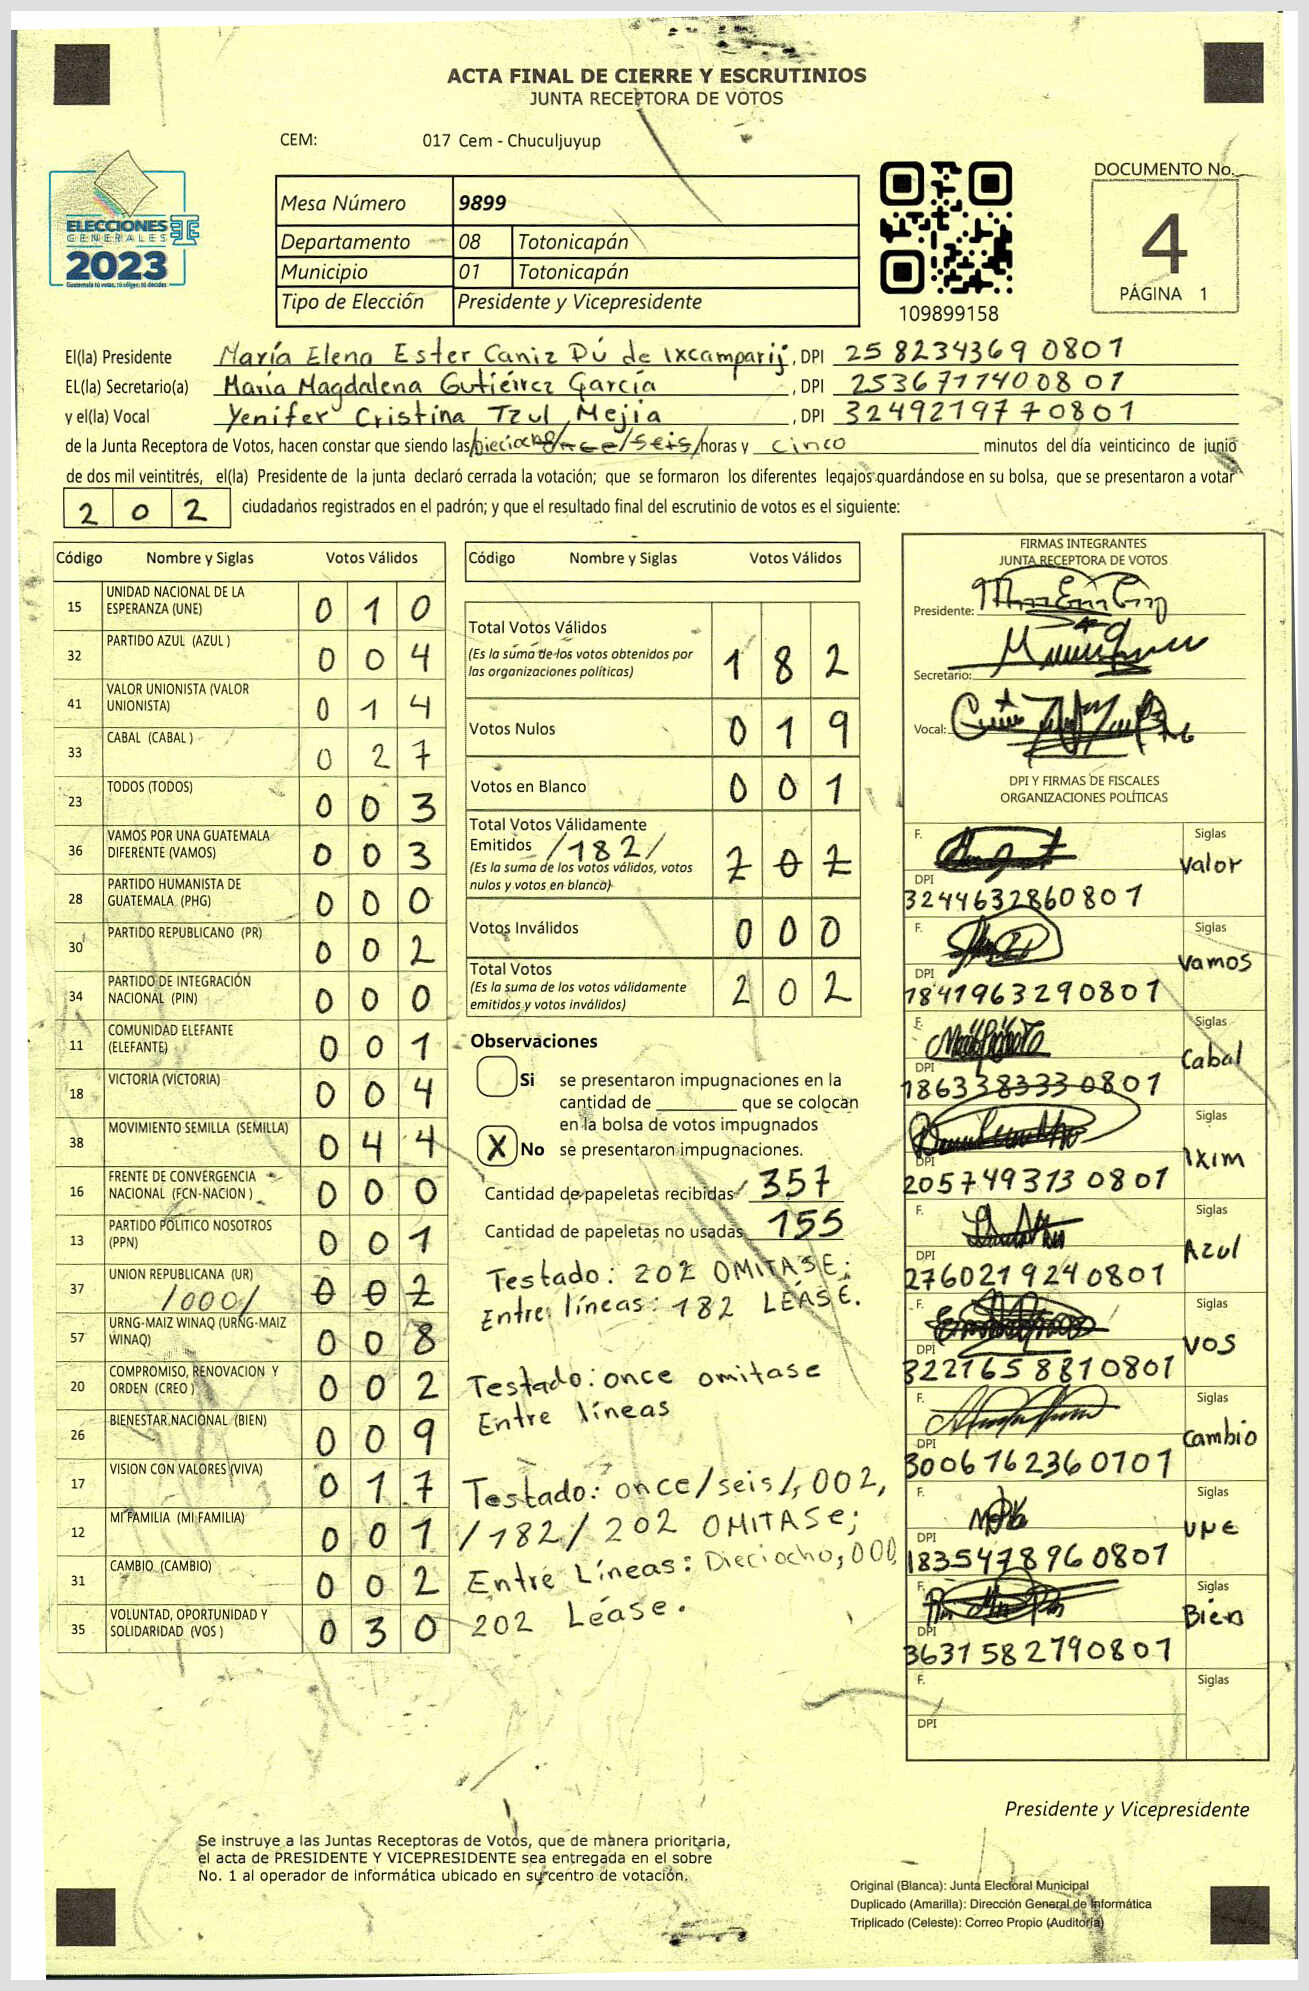 ACTA FINAL DE CIERRE Y ESCRUTINIOS
JUNTA RECEPTORA DE VOTOS
CEM: 017 Cem - Chuculjuyup
ELECCIONES
GENERALES
2023
Guatemala tú votas, tú eliges, tú decides
Mesa Número 9899
Departamento 08 Totonicapán
Municipio 01 Totonicapán
Tipo de Elección Presidente y Vicepresidente
109899158
DOCUMENTO No.
4
PÁGINA 1
El(la) Presidente María Elena Ester Caniz Pú de Ixcamparij, DPI 258234369 0801
EL(la) Secretario(a) María Magdalena Gutiérrez García, DPI 2536711400801
y el(la) Vocal Yenifer Cristina Tzul Mejía, DPI 3249219770801
de la Junta Receptora de Votos, hacen constar que siendo las /Dieciocho/once/seis/ horas y cinco minutos del día veinticinco de junio
de dos mil veintitrés, el(la) Presidente de la junta declaró cerrada la votación; que se formaron los diferentes legajos guardándose en su bolsa, que se presentaron a votar
202 ciudadanos registrados en el padrón; y que el resultado final del escrutinio de votos es el siguiente:
Código Nombre y Siglas Votos Válidos
15 UNIDAD NACIONAL DE LA ESPERANZA (UNE) 0 1 0
32 PARTIDO AZUL (AZUL ) 0 0 4
41 VALOR UNIONISTA (VALOR UNIONISTA) 0 1 4
33 CABAL (CABAL ) 0 2 7
23 TODOS (TODOS) 0 0 3
36 VAMOS POR UNA GUATEMALA DIFERENTE (VAMOS) 0 0 3
28 PARTIDO HUMANISTA DE GUATEMALA (PHG) 0 0 0
30 PARTIDO REPUBLICANO (PR) 0 0 2
34 PARTIDO DE INTEGRACIÓN NACIONAL (PIN) 0 0 0
11 COMUNIDAD ELEFANTE (ELEFANTE) 0 0 1
18 VICTORIA (VICTORIA) 0 0 4
38 MOVIMIENTO SEMILLA (SEMILLA) 0 4 4
16 FRENTE DE CONVERGENCIA NACIONAL (FCN-NACION ) 0 0 0
13 PARTIDO POLITICO NOSOTROS (PPN) 0 0 1
37 UNION REPUBLICANA (UR) /000/ 0 0 2
57 URNG-MAIZ WINAQ (URNG-MAIZ WINAQ) 0 0 8
20 COMPROMISO, RENOVACION Y ORDEN (CREO ) 0 0 2
26 BIENESTAR NACIONAL (BIEN) 0 0 9
17 VISION CON VALORES (VIVA) 0 1 7
12 MI FAMILIA (MI FAMILIA) 0 0 1
31 CAMBIO (CAMBIO) 0 0 2
35 VOLUNTAD, OPORTUNIDAD Y SOLIDARIDAD (VOS ) 0 3 0
Código Nombre y Siglas Votos Válidos
Total Votos Válidos 1 8 2
(Es la suma de los votos obtenidos por
las organizaciones políticas)
Votos Nulos 0 1 9
Votos en Blanco 0 0 1
Total Votos Válidamente
Emitidos /182/ 2 0 2
(Es la suma de los votos válidos, votos
nulos y votos en blanco)
Votos Inválidos 0 0 0
Total Votos 2 0 2
(Es la suma de los votos válidamente
emitidos y votos inválidos)
Observaciones
Si se presentaron impugnaciones en la
cantidad de ________ que se colocan
en la bolsa de votos impugnados
X No se presentaron impugnaciones.
Cantidad de papeletas recibidas 357
Cantidad de papeletas no usadas 155
Testado: 202 OMITASE;
Entre líneas: 182 LEASE.
Testado: once omitase
Entre líneas
Testado: once/seis/, 002,
/182/ 202 OMITASE;
Entre Líneas: Dieciocho, 000
202 Léase.
FIRMAS INTEGRANTES
JUNTA RECEPTORA DE VOTOS
Presidente:
Secretario:
Vocal:
DPI Y FIRMAS DE FISCALES
ORGANIZACIONES POLÍTICAS
F. Siglas
Valor
DPI
3244632860801
F. Siglas
Vamos
DPI
1841963290801
F. Siglas
Cabal
DPI
1863383330801
Siglas
IXIM
DPI
2057493130801
F. Siglas
Azul
DPI
2760219240801
F. Siglas
VOS
DPI
3221658810801
F. Siglas
Cambio
DPI
3006762360101
F. Siglas
UNE
DPI
1835478960801
F. Siglas
Bien
DPI
3631582790801
F. Siglas
DPI
Presidente y Vicepresidente
Se instruye a las Juntas Receptoras de Votos, que de manera prioritaria,
el acta de PRESIDENTE Y VICEPRESIDENTE sea entregada en el sobre
No. 1 al operador de informática ubicado en su centro de votación.
Original (Blanca): Junta Electoral Municipal
Duplicado (Amarilla): Dirección General de Informática
Triplicado (Celeste): Correo Propio (Auditoría)